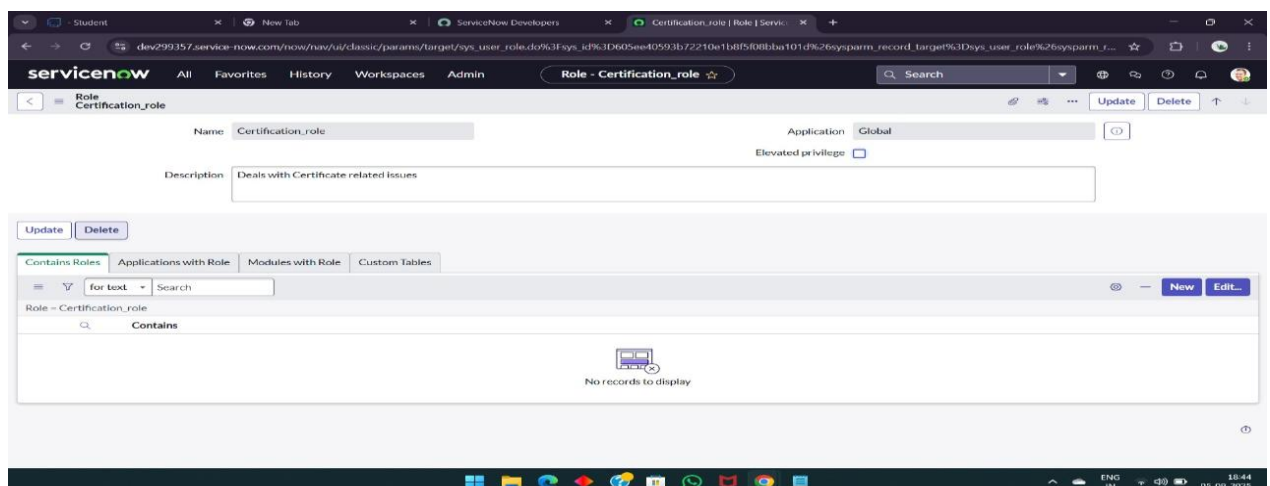 - Student New Tab ServiceNow Developers Certification_role | Role | Servic
dev299357.service-now.com/now/nav/ui/classic/params/target/sys_user_role.do%3Fsys_id%3D605ee40593b72210e1b8f5f08bba101d%26sysparm_record_target%3Dsys_user_role%26sysparm_r...
servicenow All Favorites History Workspaces Admin Role - Certification_role Search
Role
Certification_role
Update Delete
Name Certification_role Application Global
Elevated privilege
Description Deals with Certificate related issues
Update Delete
Contains Roles Applications with Role Modules with Role Custom Tables
for text Search New Edit...
Role = Certification_role
Contains
No records to display
ENG 18:44
IN 05-09-2025